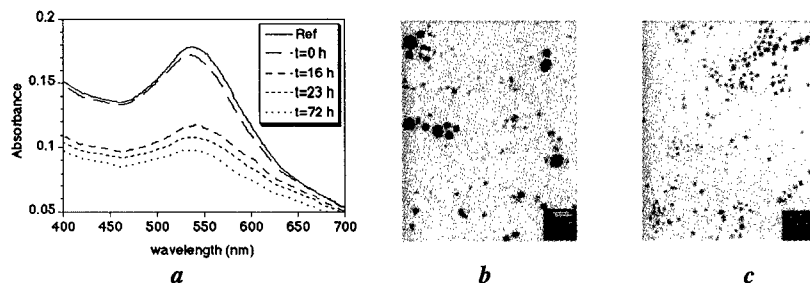 0.2
0.15
0.1
0.05
Absorbance
Ref
t=0 h
t=16 h
t=23 h
t=72 h
400 450 500 550 600 650 700
wavelength (nm)
a b c